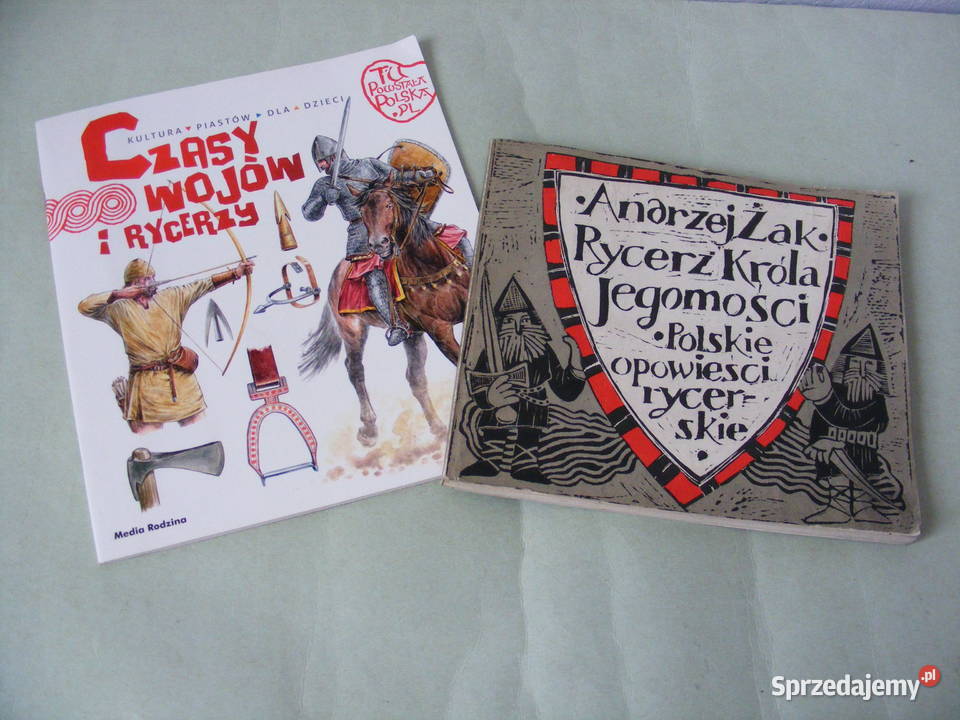 KULTURA PIASTÓW DLA DZIECI
CZASY
WOJÓW
i RYCERZY
TU
POWSTAŁA
POLSKA
.PL
Media Rodzina
·Andrzej Żak·
Rycerz Króla
Jegomości
·Polskie
opowieści
rycer-
skie
Sprzedajemy.pl